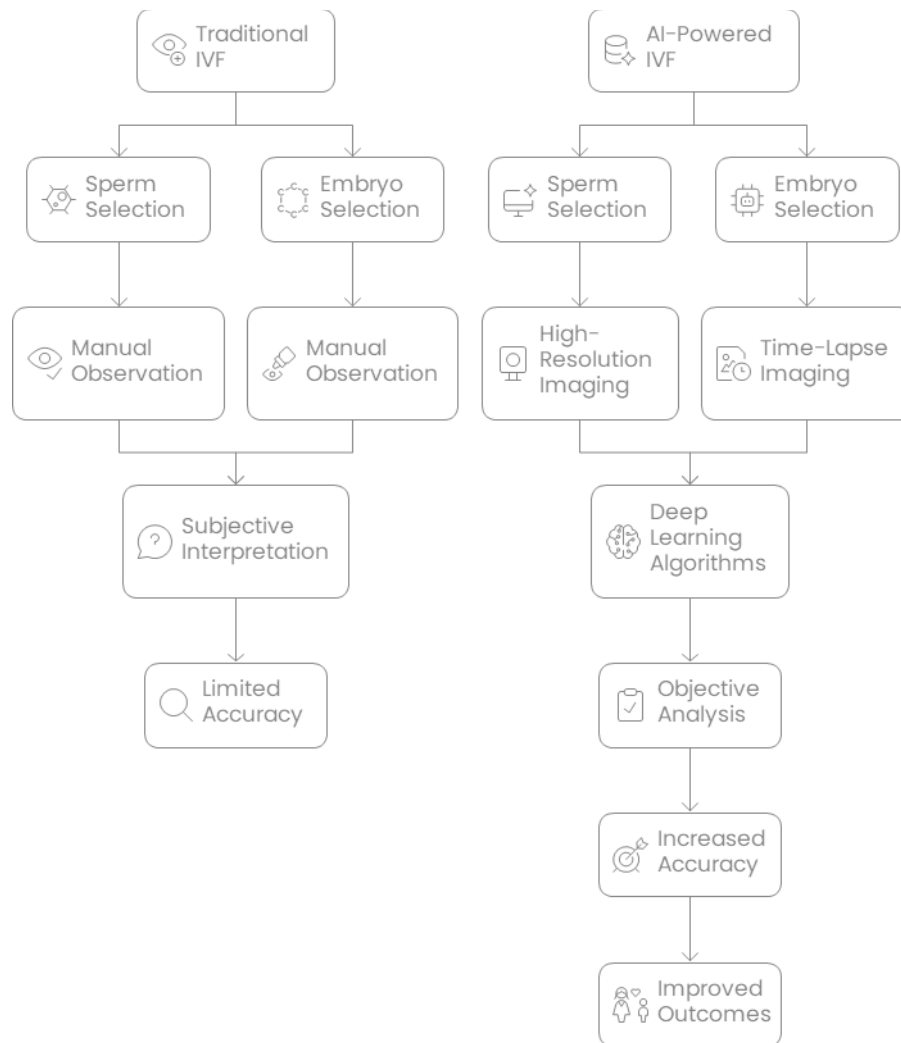 Traditional
IVF
AI-Powered
IVF
Sperm
Selection
Embryo
Selection
Sperm
Selection
Embryo
Selection
Manual
Observation
Manual
Observation
High-
Resolution
Imaging
Time-Lapse
Imaging
Subjective
Interpretation
Deep
Learning
Algorithms
Limited
Accuracy
Objective
Analysis
Increased
Accuracy
Improved
Outcomes